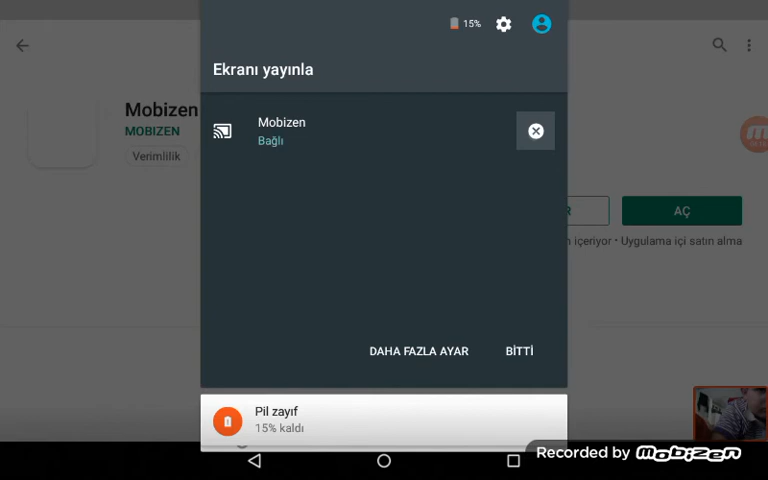 15%
Ekranı yayınla
Mobizen
Bağlı
Mobizen
MOBIZEN
Verimlilik
R
AÇ
n içeriyor • Uygulama içi satın alma
DAHA FAZLA AYAR
BİTTİ
Pil zayıf
15% kaldı
Recorded by mobizen